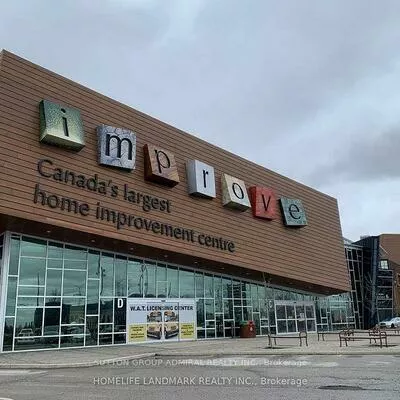 improve
Canada's largest
home improvement centre
D
W.A.T. LICENSING CENTER
SUTTON GROUP ADMIRAL REALTY INC., Brokerage
HOMELIFE LANDMARK REALTY INC., Brokerage